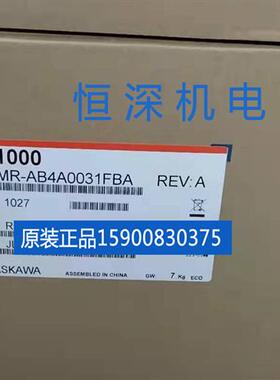 恒深机电
1000
MR-AB4A0031FBA
REV: A
1027
原装正品15900830375
R
JU
ASKAWA
ASSEMBLED IN CHINA
GW:
7. Kg
ECO